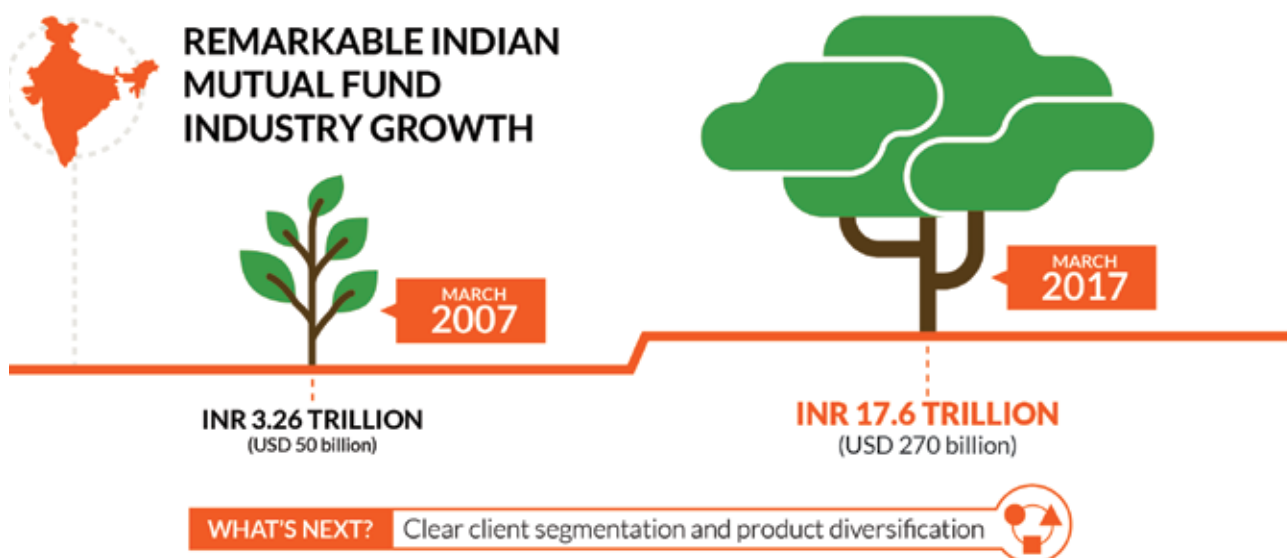 REMARKABLE INDIAN
MUTUAL FUND
INDUSTRY GROWTH
MARCH
2007
MARCH
2017
INR 3.26 TRILLION
(USD 50 billion)
INR 17.6 TRILLION
(USD 270 billion)
WHAT'S NEXT? Clear client segmentation and product diversification